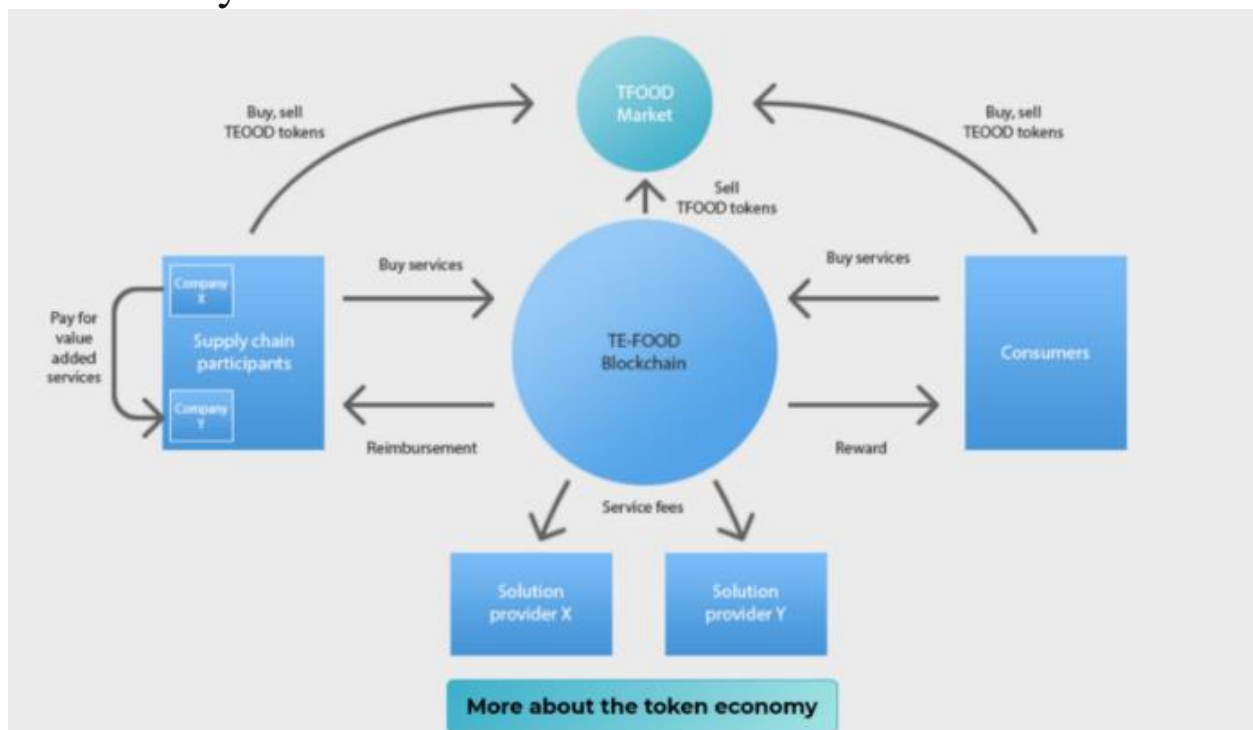 TFOOD
Market
Buy, sell
TEOOD tokens
Buy, sell
TEOOD tokens
Sell
TFOOD tokens
Company
X
Buy services
Buy services
Pay for
value
added
services
Supply chain
participants
TE-FOOD
Blockchain
Consumers
Company
Y
Reimbursement
Reward
Service fees
Solution
provider X
Solution
provider Y
More about the token economy